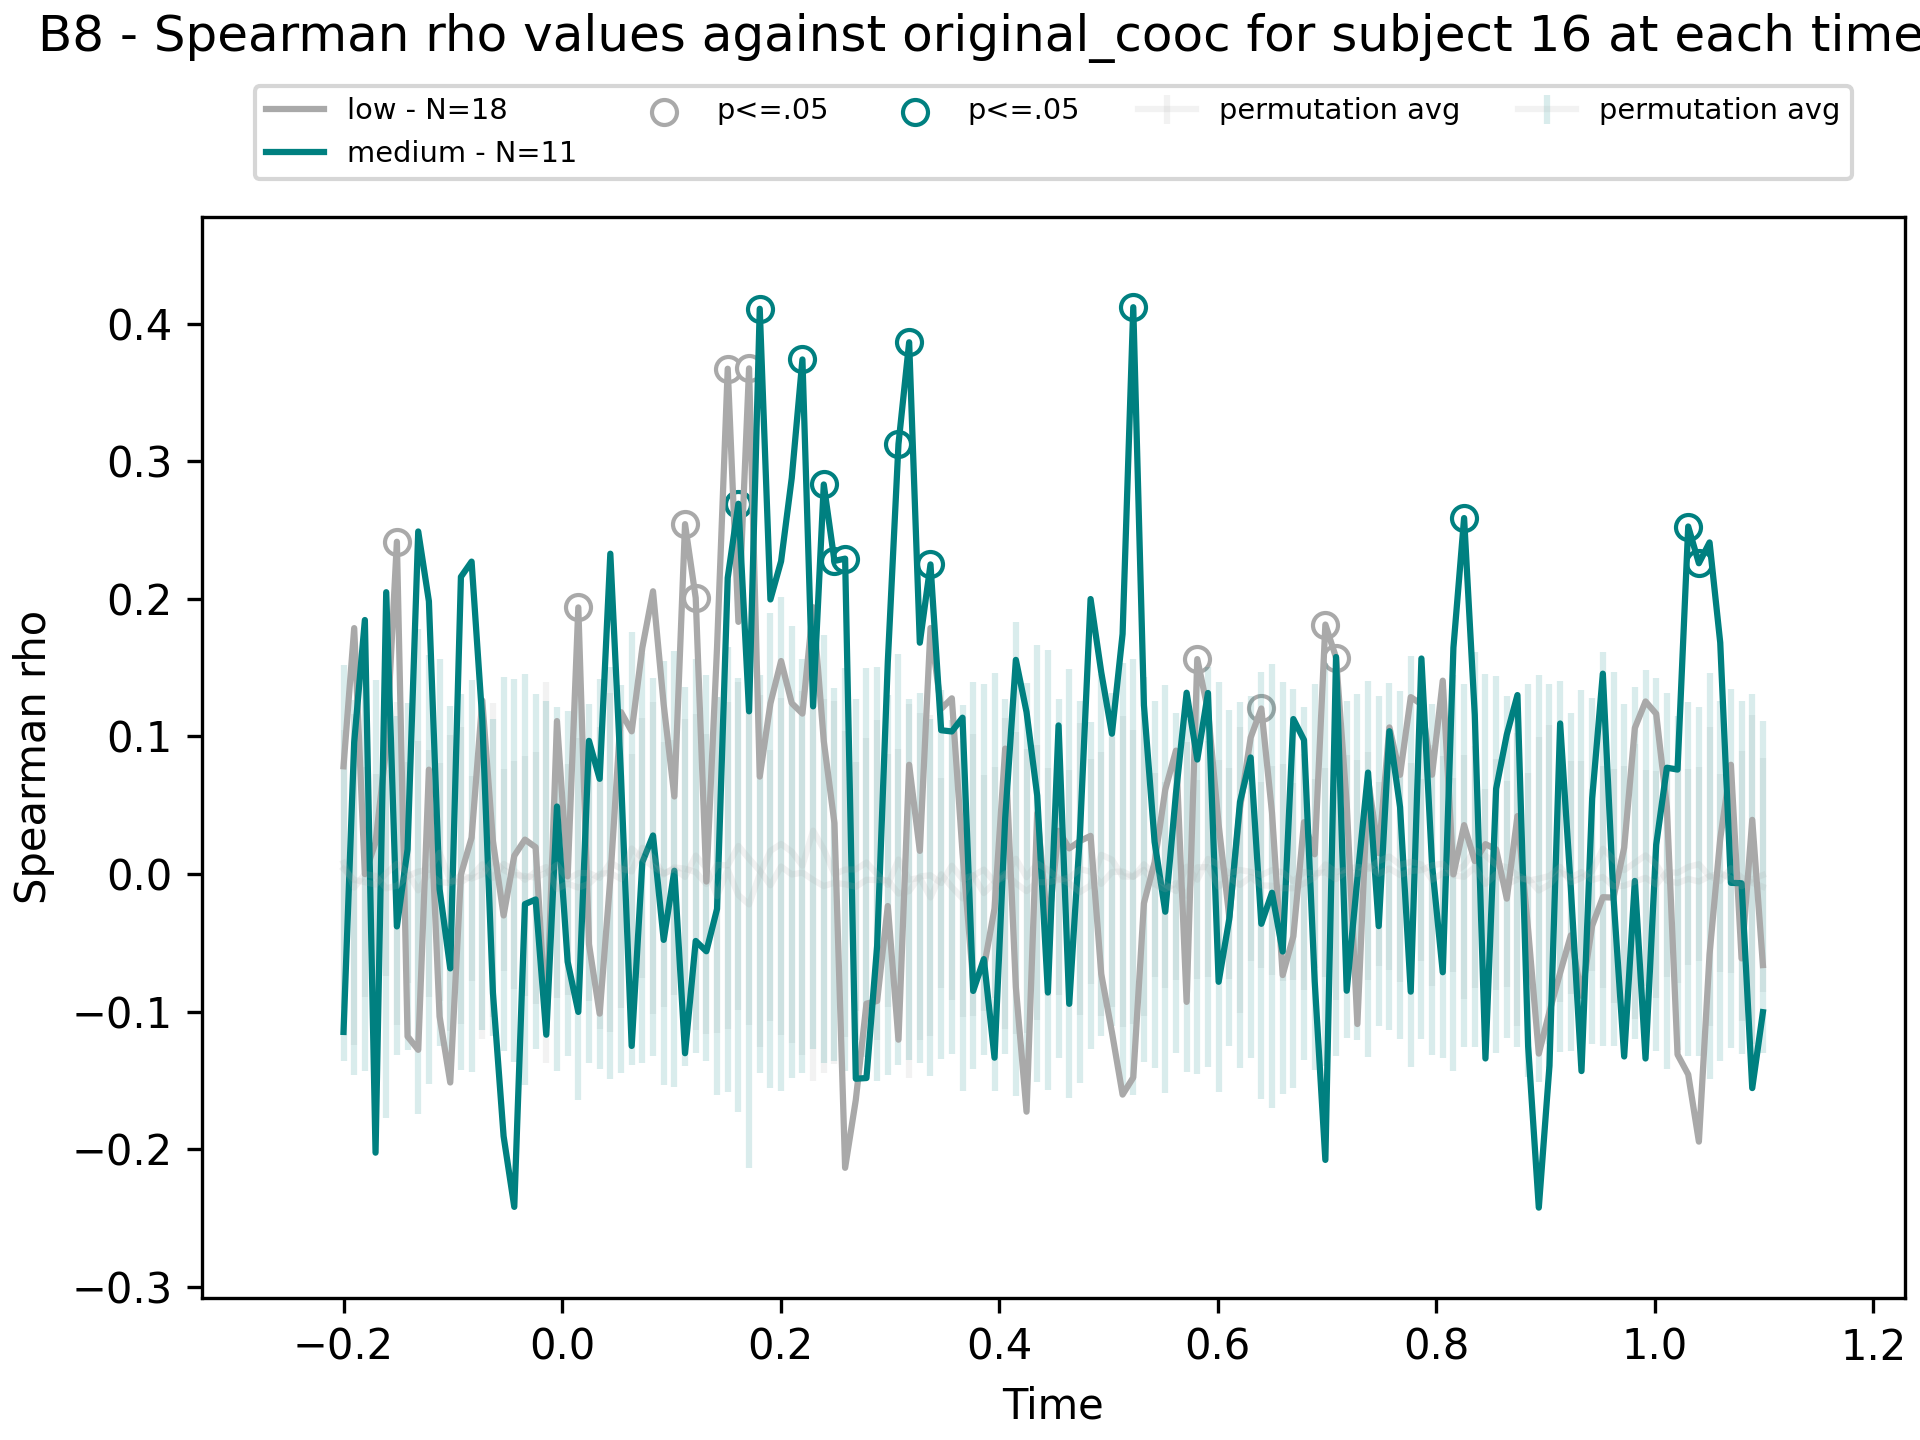 B8 - Spearman rho values against original_cooc for subject 16 at each time
low - N=18
medium - N=11
p<=.05
p<=.05
permutation avg
permutation avg
Spearman rho
0.4
0.3
0.2
0.1
0.0
−0.1
−0.2
−0.3
−0.2
0.0
0.2
0.4
0.6
0.8
1.0
1.2
Time